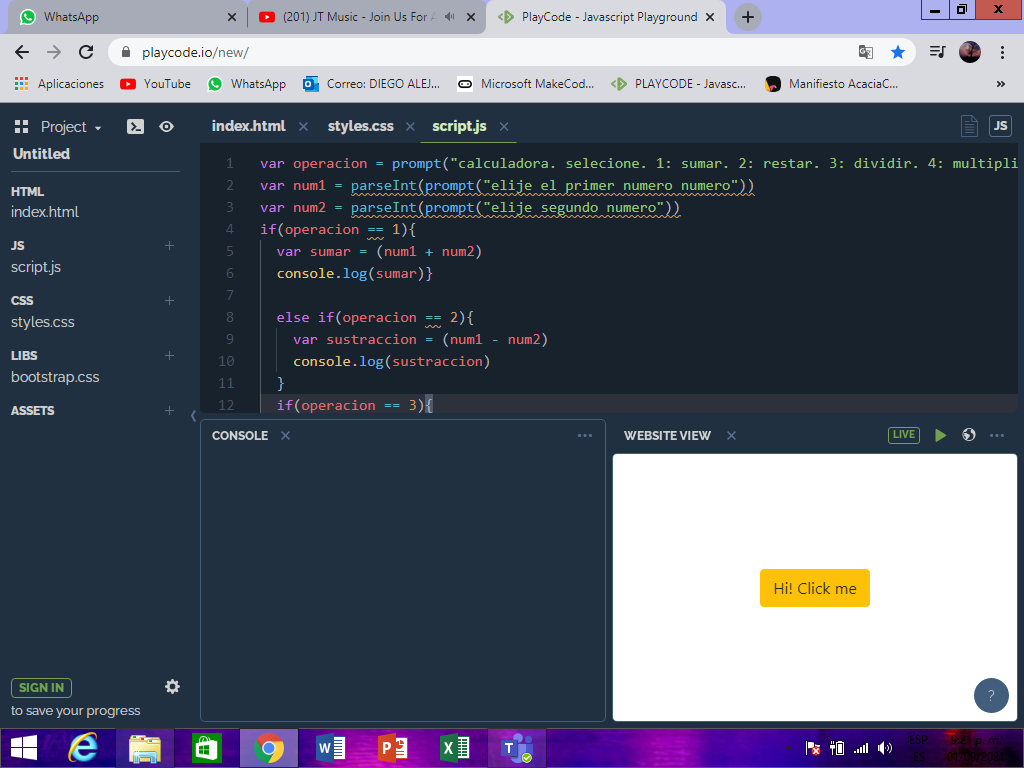 WhatsApp
(201) JT Music - Join Us For A
PlayCode - Javascript Playground
playcode.io/new/
Aplicaciones
YouTube
WhatsApp
Correo: DIEGO ALEJ...
Microsoft MakeCod...
PLAYCODE - Javasc...
Manifiesto AcaciaC...
»
Project
index.html
styles.css
script.js
JS
Untitled
HTML
index.html
JS +
script.js
CSS +
styles.css
LIBS +
bootstrap.css
ASSETS +
1 var operacion = prompt("calculadora. selecione. 1: sumar. 2: restar. 3: dividir. 4: multipli
2 var num1 = parseInt(prompt("elije el primer numero numero"))
3 var num2 = parseInt(prompt("elije segundo numero"))
4 if(operacion == 1){
5 var sumar = (num1 + num2)
6 console.log(sumar)}
7
8 else if(operacion == 2){
9 var sustraccion = (num1 - num2)
10 console.log(sustraccion)
11 }
12 if(operacion == 3){
CONSOLE
WEBSITE VIEW
LIVE
Hi! Click me
?
SIGN IN
to save your progress
ESP
ES
9:21 p. m.